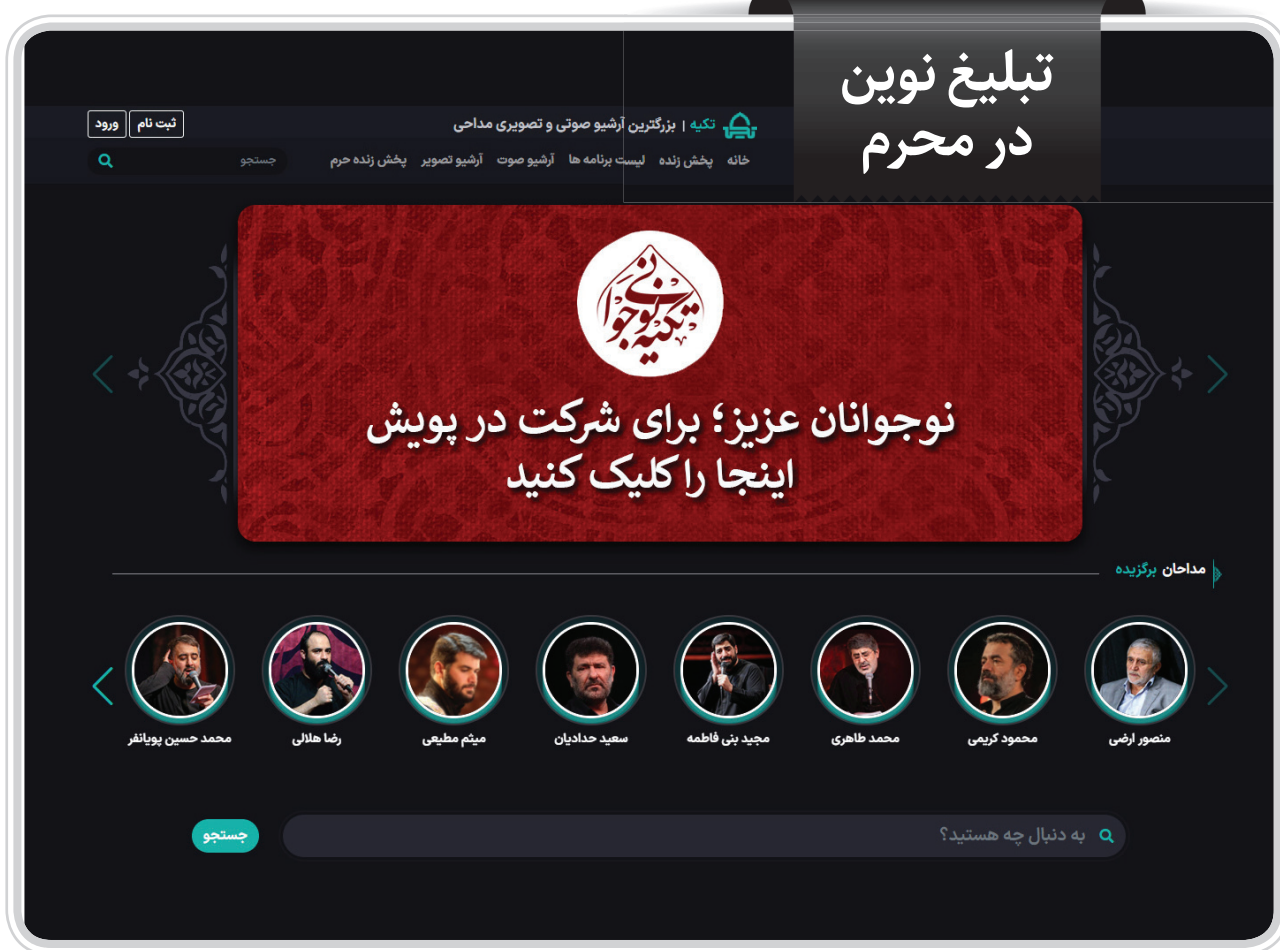 تبلیغ نوین
در محرم
تکیه | بزرگترین آرشیو صوتی و تصویری مداحی
ثبت نام
ورود
خانه
پخش زنده
لیست برنامه ها
آرشیو صوت
آرشیو تصویر
پخش زنده حرم
جستجو
تکیه نوجوانی
نوجوانان عزیز؛ برای شرکت در پویش
اینجا را کلیک کنید
مداحان برگزیده
منصور ارضی
محمود کریمی
محمد طاهری
مجید بنی فاطمه
سعید حدادیان
میثم مطیعی
رضا هلالی
محمد حسین پویانفر
به دنبال چه هستید؟
جستجو